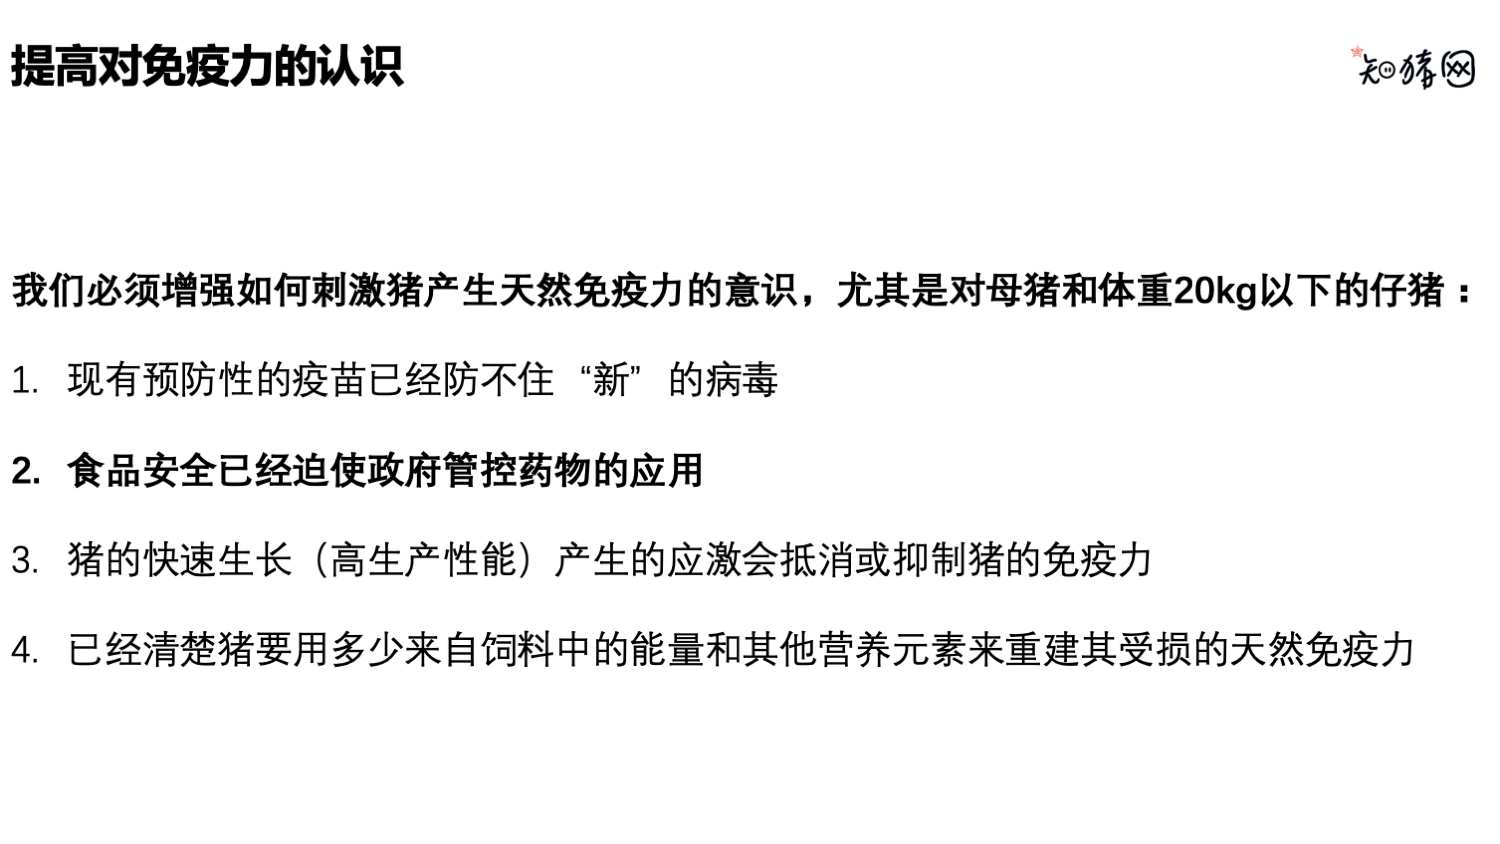 提高对免疫力的认识
知猪网
我们必须增强如何刺激猪产生天然免疫力的意识，尤其是对母猪和体重20kg以下的仔猪：
1. 现有预防性的疫苗已经防不住 “新” 的病毒
2. 食品安全已经迫使政府管控药物的应用
3. 猪的快速生长（高生产性能）产生的应激会抵消或抑制猪的免疫力
4. 已经清楚猪要用多少来自饲料中的能量和其他营养元素来重建其受损的天然免疫力